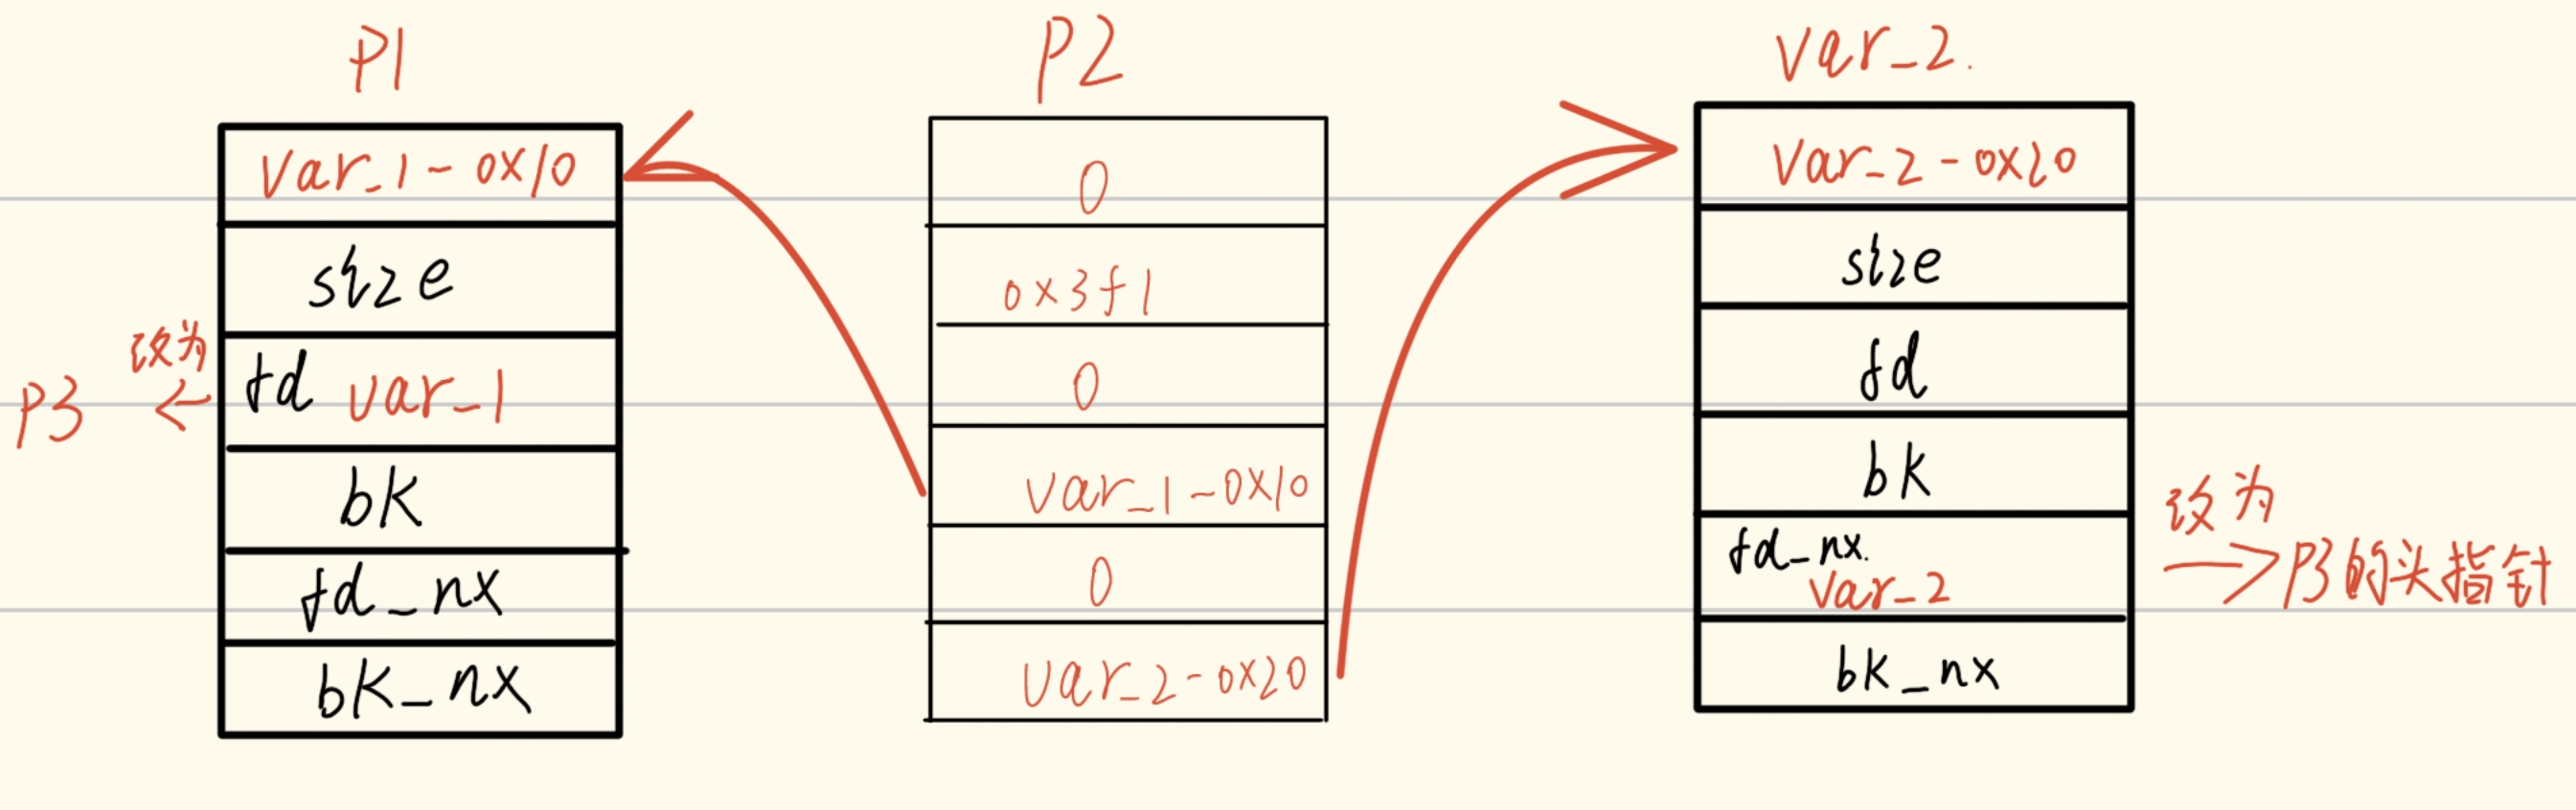 P1
var_1-0x10
size
fd var_1
改为
P3
bk
fd_nx
bk_nx
P2
0
0x3f1
0
var_1-0x10
0
var_2-0x20
var_2.
var_2-0x20
size
fd
bk
fd_nx.
var_2
改为
P3的头指针
bk_nx